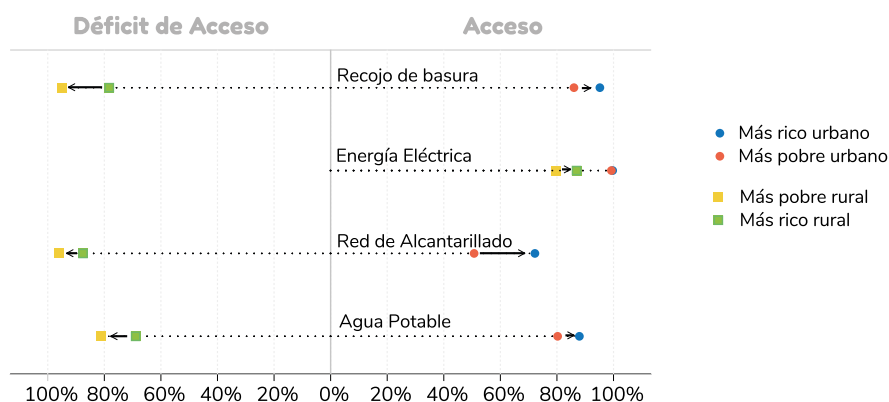 Déficit de Acceso
Acceso
Recojo de basura
Energía Eléctrica
Red de Alcantarillado
Agua Potable
100% 80% 60% 40% 20% 0% 20% 40% 60% 80% 100%
Más rico urbano
Más pobre urbano
Más pobre rural
Más rico rural